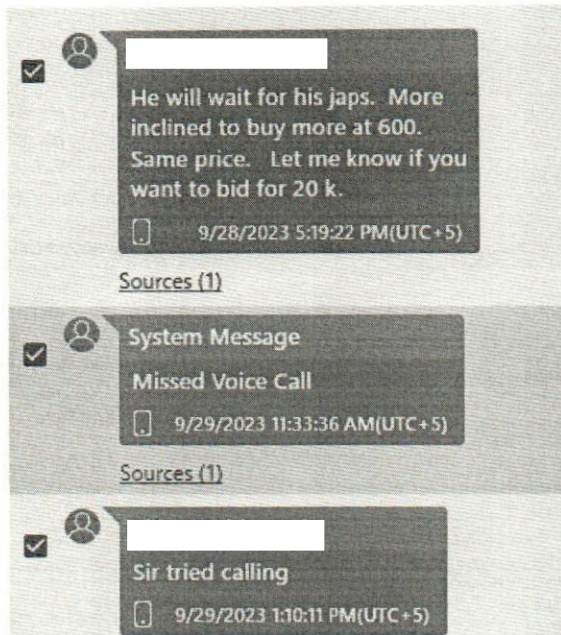 He will wait for his japs. More
inclined to buy more at 600.
Same price. Let me know if you
want to bid for 20 k.
9/28/2023 5:19:22 PM(UTC+5)
Sources (1)
System Message
Missed Voice Call
9/29/2023 11:33:36 AM(UTC+5)
Sources (1)
Sir tried calling
9/29/2023 1:10:11 PM(UTC+5)